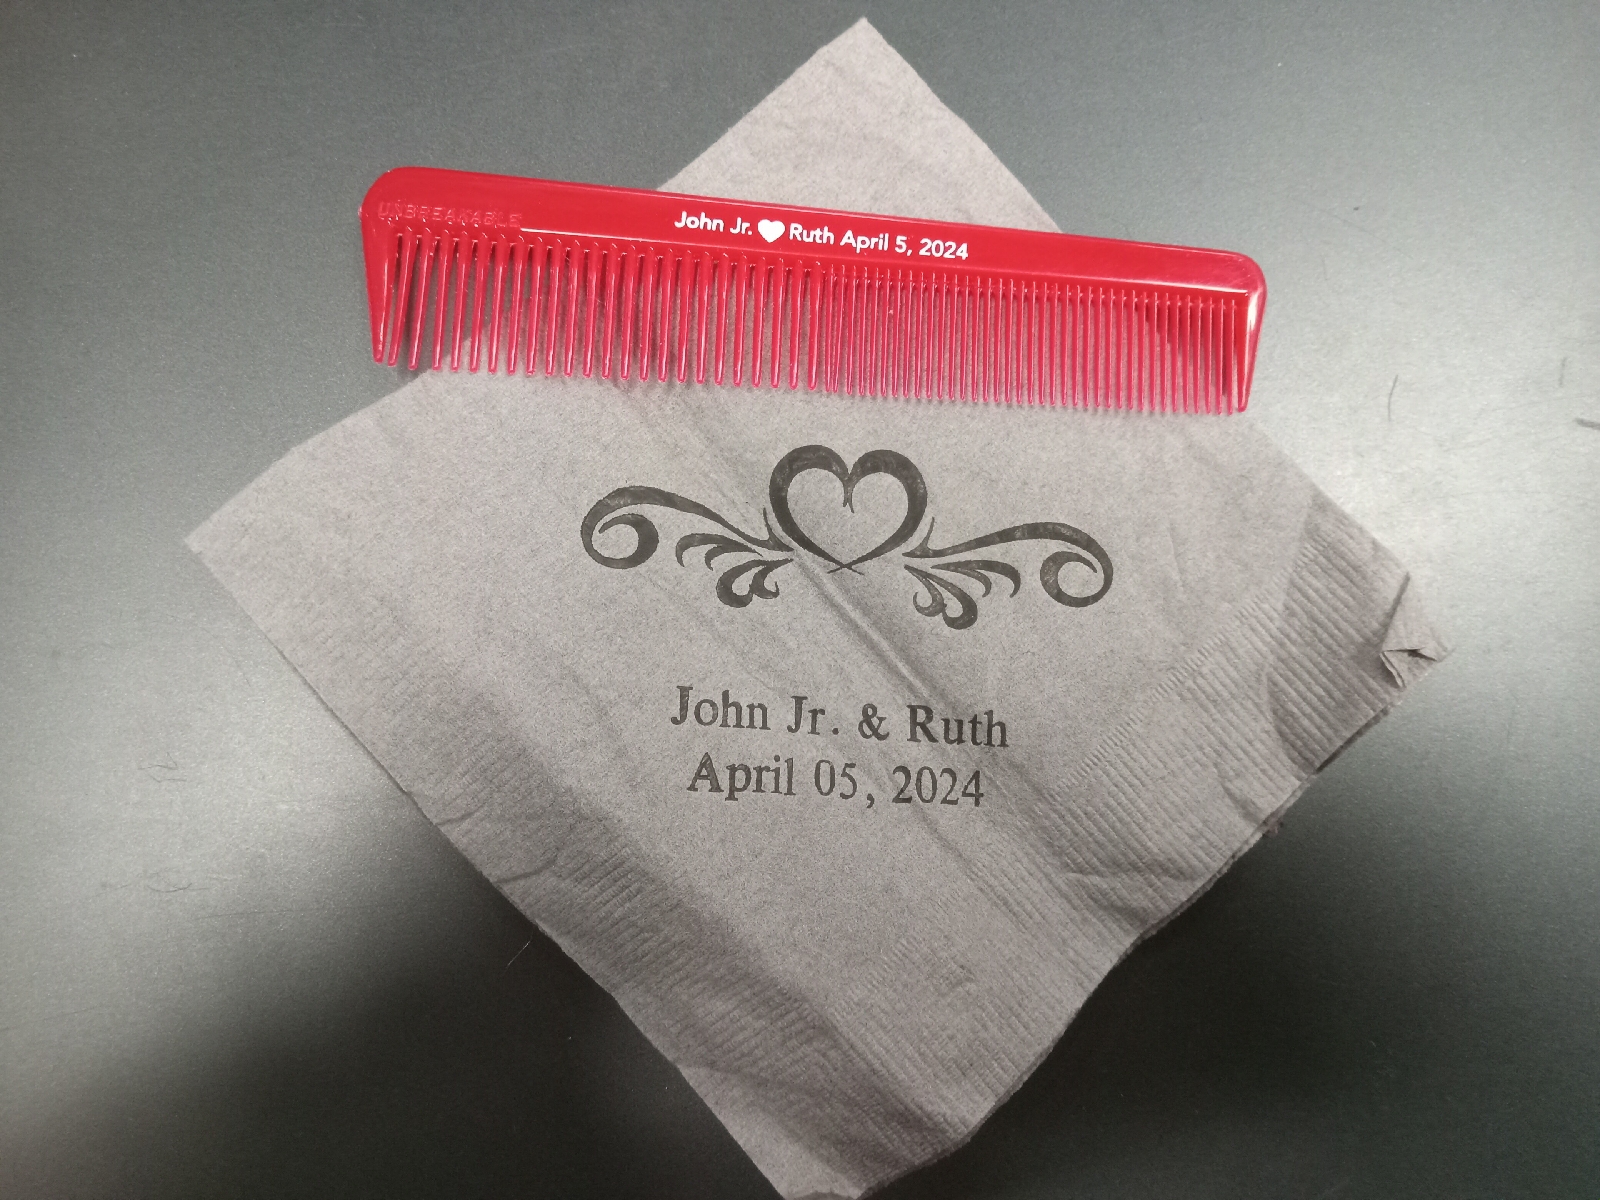 UNBREAKABLE
John Jr. ♥ Ruth April 5, 2024
John Jr. & Ruth
April 05, 2024